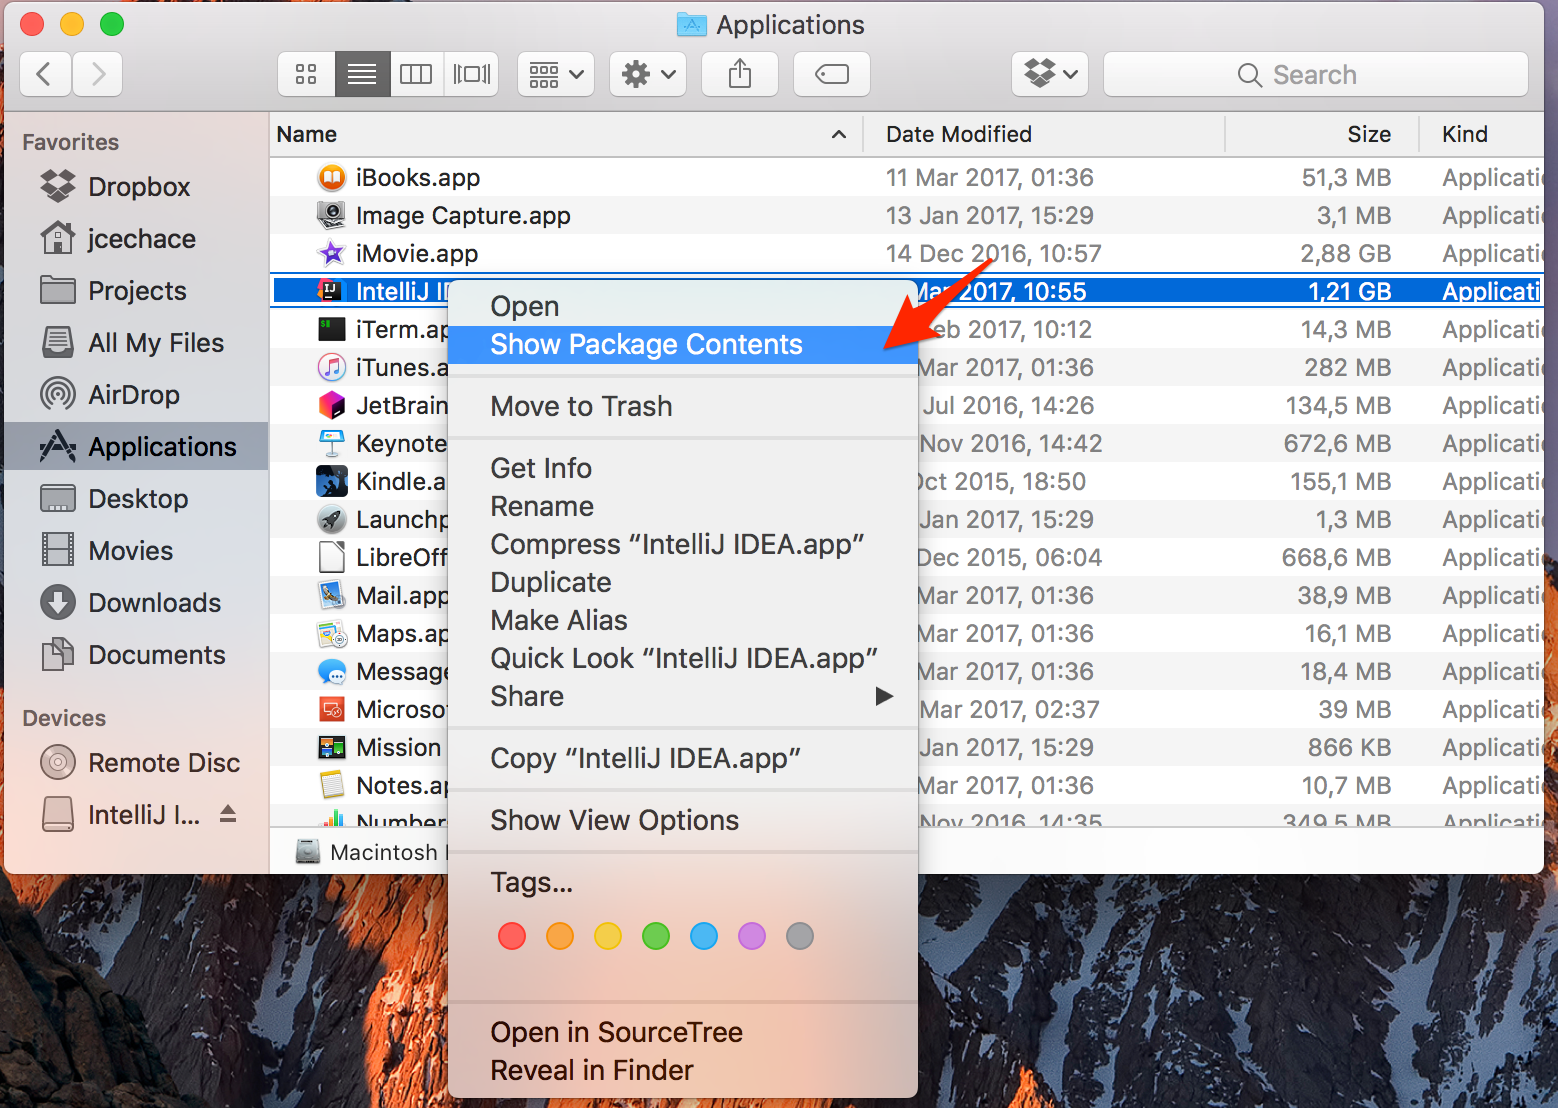 Applications
Search
Favorites
Dropbox
jcechace
Projects
All My Files
AirDrop
Applications
Desktop
Movies
Downloads
Documents
Devices
Remote Disc
IntelliJ I...
Name Date Modified Size Kind
iBooks.app 11 Mar 2017, 01:36 51,3 MB Applicati
Image Capture.app 13 Jan 2017, 15:29 3,1 MB Applicati
iMovie.app 14 Dec 2016, 10:57 2,88 GB Applicati
IntelliJ I Mar 2017, 10:55 1,21 GB Applicati
iTerm.ap eb 2017, 10:12 14,3 MB Applicati
iTunes.a Mar 2017, 01:36 282 MB Applicati
JetBrain Jul 2016, 14:26 134,5 MB Applicati
Keynote Nov 2016, 14:42 672,6 MB Applicati
Kindle.a Oct 2015, 18:50 155,1 MB Applicati
Launchp Jan 2017, 15:29 1,3 MB Applicati
LibreOff Dec 2015, 06:04 668,6 MB Applicati
Mail.app Mar 2017, 01:36 38,9 MB Applicati
Maps.ap Mar 2017, 01:36 16,1 MB Applicati
Message Mar 2017, 01:36 18,4 MB Applicati
Microso Mar 2017, 02:37 39 MB Applicati
Mission Jan 2017, 15:29 866 KB Applicati
Notes.ap Mar 2017, 01:36 10,7 MB Applicati
Number Nov 2016, 14:35 349,5 MB Applicati
Macintosh
Open
Show Package Contents
Move to Trash
Get Info
Rename
Compress “IntelliJ IDEA.app”
Duplicate
Make Alias
Quick Look “IntelliJ IDEA.app”
Share
Copy “IntelliJ IDEA.app”
Show View Options
Tags...
Open in SourceTree
Reveal in Finder